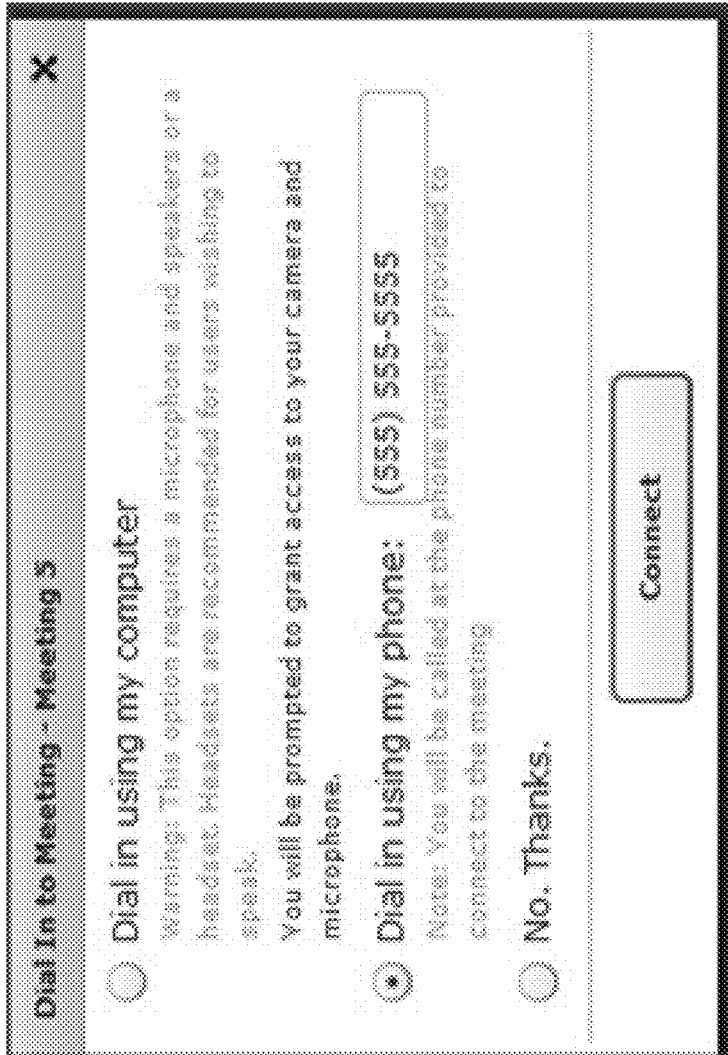 Dial In to Meeting - Meeting 5 X
Dial in using my computer
Warning: This option requires a microphone and speakers or a
headset. Headsets are recommended for users wishing to
speak.
You will be prompted to grant access to your camera and
microphone.
Dial in using my phone: (555) 555-5555
Note: You will be called at the phone number provided to
connect to the meeting
No. Thanks.
Connect